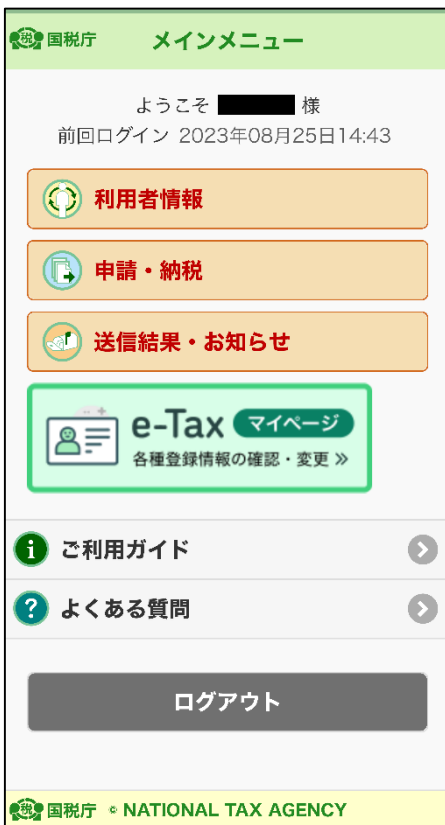 税 国税庁 メインメニュー
ようこそ 様
前回ログイン 2023年08月25日14:43
利用者情報
申請・納税
送信結果・お知らせ
e-Tax マイページ
各種登録情報の確認・変更 »
i ご利用ガイド
? よくある質問
ログアウト
税 国税庁 © NATIONAL TAX AGENCY